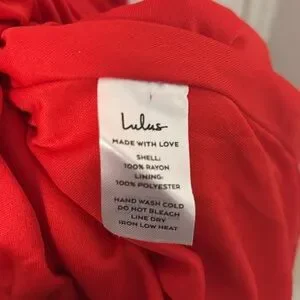 Lulus
MADE WITH LOVE
SHELL:
100% RAYON
LINING:
100% POLYESTER
HAND WASH COLD
DO NOT BLEACH
LINE DRY
IRON LOW HEAT